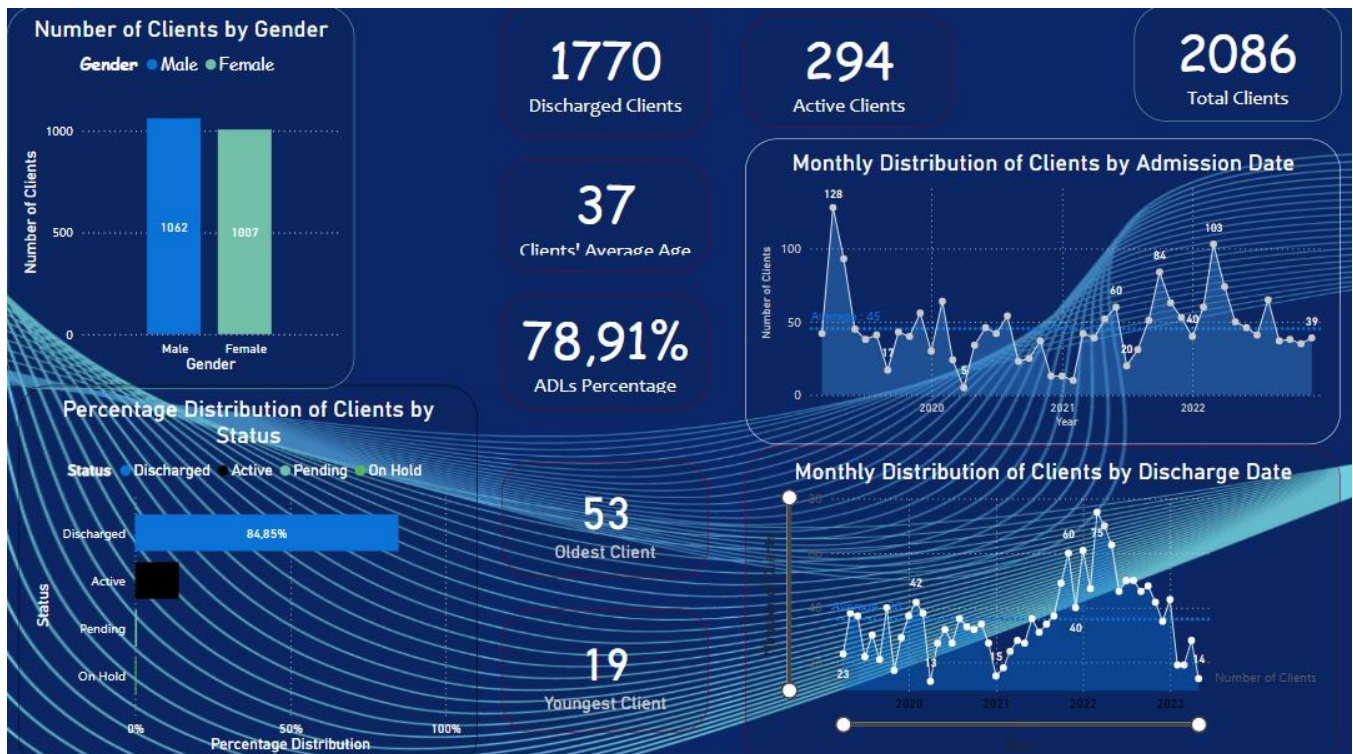 Number of Clients by Gender
Gender Male Female
1000
500
0
Number of Clients
1062
1007
Male Female
Gender
1770
Discharged Clients
294
Active Clients
2086
Total Clients
37
Clients' Average Age
78,91%
ADLs Percentage
Monthly Distribution of Clients by Admission Date
Number of Clients
100
50
0
128
17
5
60
20
84
40
103
39
Average : 45
2020 2021 2022
Year
Percentage Distribution of Clients by
Status
Status Discharged Active Pending On Hold
Status
Discharged
84,85%
Active
Pending
On Hold
0% 50% 100%
Percentage Distribution
53
Oldest Client
19
Youngest Client
Monthly Distribution of Clients by Discharge Date
80
60
40
20
23
42
13
15
60
40
75
14
Average
Number of Clients
2020 2021 2022 2023